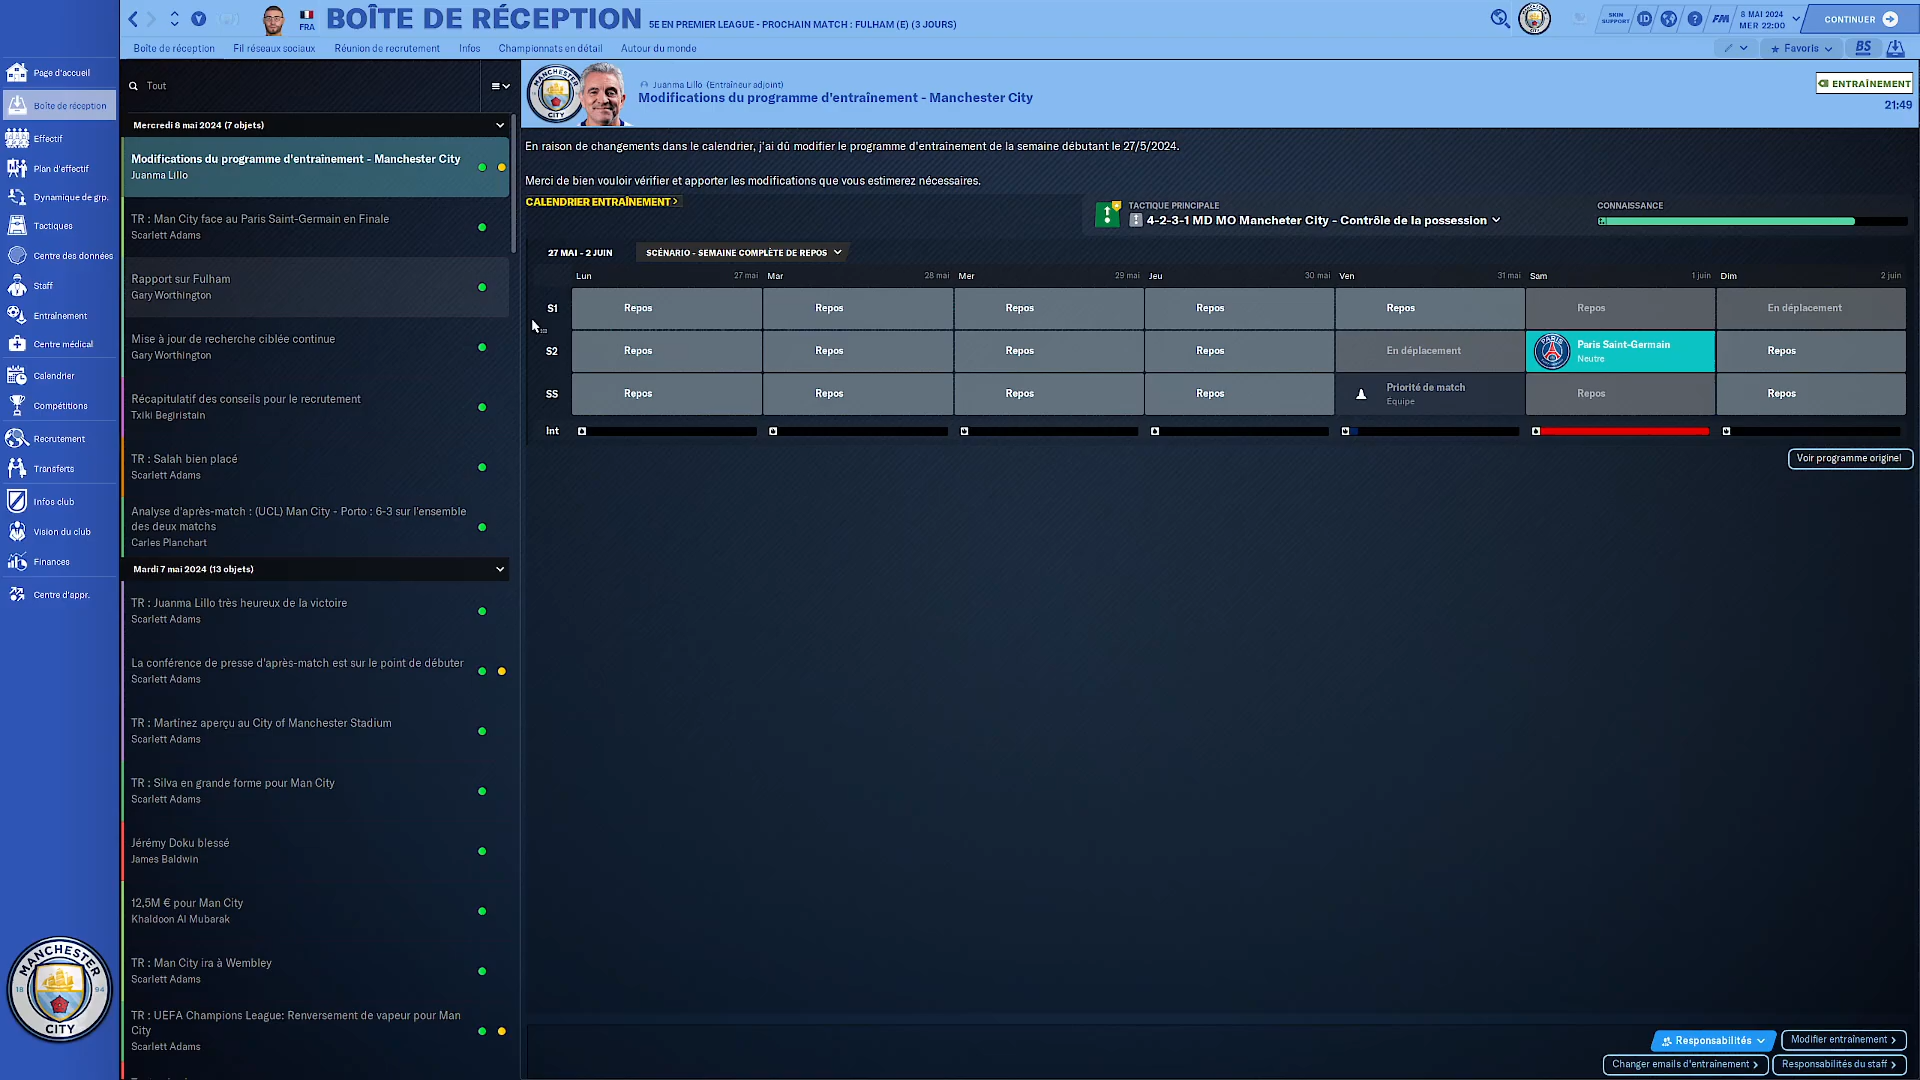 FRA
BOÎTE DE RÉCEPTION
5E EN PREMIER LEAGUE - PROCHAIN MATCH : FULHAM (E) (3 JOURS)
SKIN SUPPORT
ID
FM
8 MAI 2024
MER 22:00
CONTINUER
Boîte de réception
Fil réseaux sociaux
Réunion de recrutement
Infos
Championnats en détail
Autour du monde
Favoris
BS
Page d'accueil
Boîte de réception
Effectif
Plan d'effectif
Dynamique de grp.
Tactiques
Centre des données
Staff
Entraînement
Centre médical
Calendrier
Compétitions
Recrutement
Transferts
Infos club
Vision du club
Finances
Centre d'appr.
MANCHESTER
18 94
CITY
Tout
Mercredi 8 mai 2024 (7 objets)
Modifications du programme d'entraînement - Manchester City
Juanma Lillo
TR : Man City face au Paris Saint-Germain en Finale
Scarlett Adams
Rapport sur Fulham
Gary Worthington
Mise à jour de recherche ciblée continue
Gary Worthington
Récapitulatif des conseils pour le recrutement
Txiki Begiristain
TR : Salah bien placé
Scarlett Adams
Analyse d'après-match : (UCL) Man City - Porto : 6-3 sur l'ensemble
des deux matchs
Carles Planchart
Mardi 7 mai 2024 (13 objets)
TR : Juanma Lillo très heureux de la victoire
Scarlett Adams
La conférence de presse d'après-match est sur le point de débuter
Scarlett Adams
TR : Martínez aperçu au City of Manchester Stadium
Scarlett Adams
TR : Silva en grande forme pour Man City
Scarlett Adams
Jérémy Doku blessé
James Baldwin
12,5M € pour Man City
Khaldoon Al Mubarak
TR : Man City ira à Wembley
Scarlett Adams
TR : UEFA Champions League: Renversement de vapeur pour Man
City
Scarlett Adams
MANCHESTER
CITY
Juanma Lillo (Entraîneur adjoint)
Modifications du programme d'entraînement - Manchester City
ENTRAÎNEMENT
21:49
En raison de changements dans le calendrier, j'ai dû modifier le programme d'entraînement de la semaine débutant le 27/5/2024.
Merci de bien vouloir vérifier et apporter les modifications que vous estimerez nécessaires.
CALENDRIER ENTRAÎNEMENT >
TACTIQUE PRINCIPALE
4-2-3-1 MD MO Mancheter City - Contrôle de la possession
CONNAISSANCE
27 MAI - 2 JUIN
SCÉNARIO - SEMAINE COMPLÈTE DE REPOS
Lun 27 mai Mar 28 mai Mer 29 mai Jeu 30 mai Ven 31 mai Sam 1 juin Dim 2 juin
S1 Repos Repos Repos Repos Repos Repos En déplacement
S2 Repos Repos Repos Repos En déplacement PARIS Paris Saint-Germain Repos
Neutre
SS Repos Repos Repos Repos Priorité de match Repos Repos
Équipe
Int
Voir programme originel
Responsabilités
Modifier entraînement >
Changer emails d'entraînement >
Responsabilités du staff >